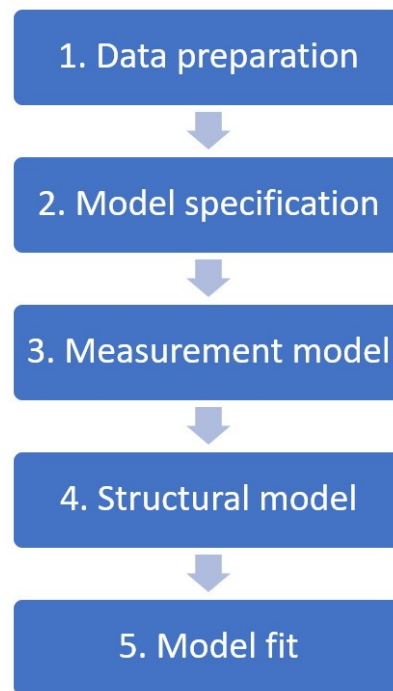 1. Data preparation
2. Model specification
3. Measurement model
4. Structural model
5. Model fit